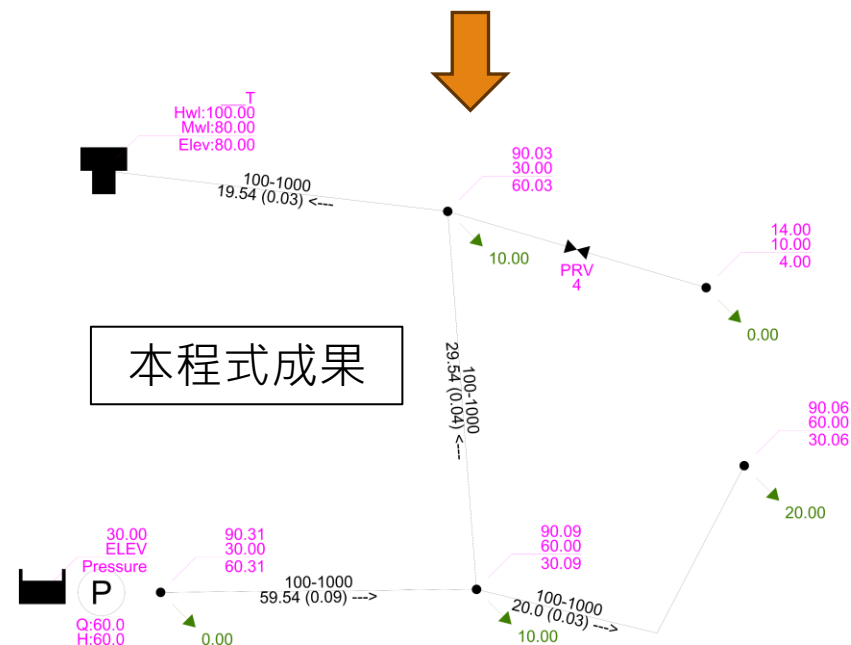 ___T
Hwl:100.00
Mwl:80.00
Elev:80.00
100-1000
19.54 (0.03) <---
90.03
30.00
60.03
10.00
PRV
4
14.00
10.00
4.00
0.00
本程式成果
100-1000
29.54 (0.04) <---
90.06
60.00
30.06
20.00
30.00
ELEV
Pressure
P
Q:60.0
H:60.0
90.31
30.00
60.31
0.00
100-1000
59.54 (0.09) --->
90.09
60.00
30.09
10.00
100-1000
20.0 (0.03) --->